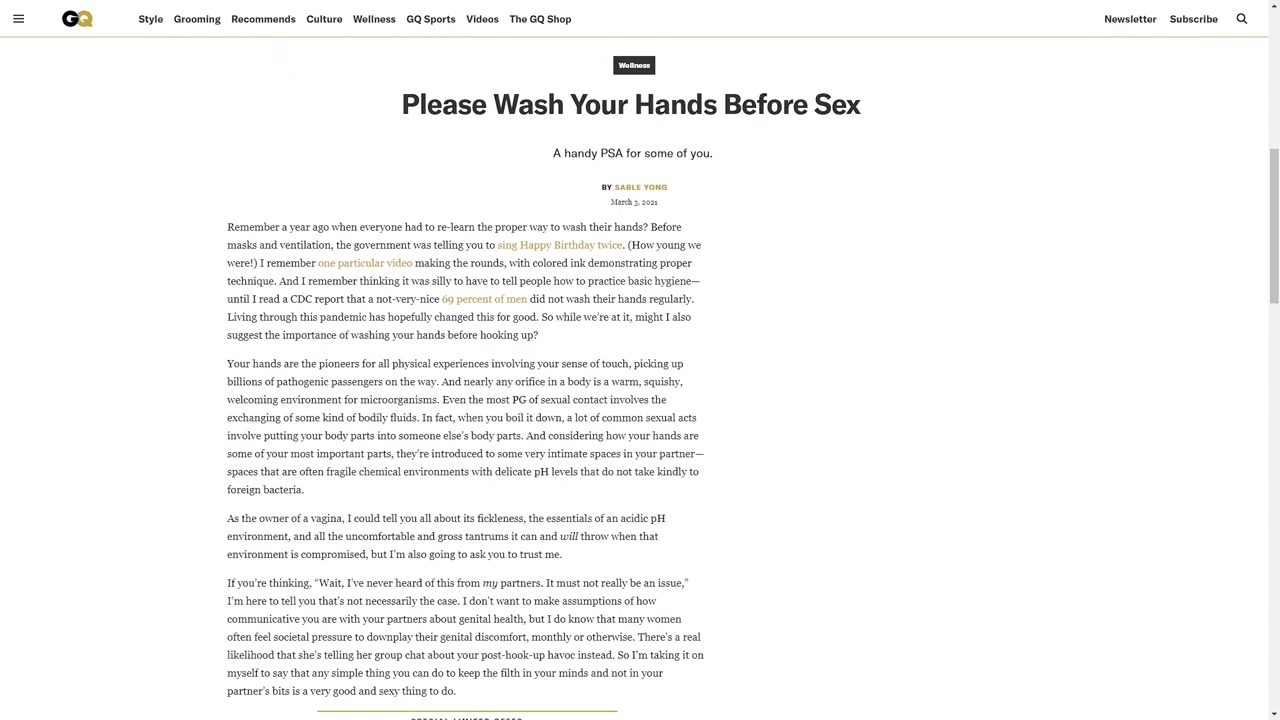 GQ
Style Grooming Recommends Culture Wellness GQ Sports Videos The GQ Shop
Newsletter Subscribe
Wellness
Please Wash Your Hands Before Sex
A handy PSA for some of you.
BY SABLE YONG
March 3, 2021
Remember a year ago when everyone had to re-learn the proper way to wash their hands? Before
masks and ventilation, the government was telling you to sing Happy Birthday twice. (How young we
were!) I remember one particular video making the rounds, with colored ink demonstrating proper
technique. And I remember thinking it was silly to have to tell people how to practice basic hygiene—
until I read a CDC report that a not-very-nice 69 percent of men did not wash their hands regularly.
Living through this pandemic has hopefully changed this for good. So while we're at it, might I also
suggest the importance of washing your hands before hooking up?
Your hands are the pioneers for all physical experiences involving your sense of touch, picking up
billions of pathogenic passengers on the way. And nearly any orifice in a body is a warm, squishy,
welcoming environment for microorganisms. Even the most PG of sexual contact involves the
exchanging of some kind of bodily fluids. In fact, when you boil it down, a lot of common sexual acts
involve putting your body parts into someone else's body parts. And considering how your hands are
some of your most important parts, they're introduced to some very intimate spaces in your partner—
spaces that are often fragile chemical environments with delicate pH levels that do not take kindly to
foreign bacteria.
As the owner of a vagina, I could tell you all about its fickleness, the essentials of an acidic pH
environment, and all the uncomfortable and gross tantrums it can and will throw when that
environment is compromised, but I'm also going to ask you to trust me.
If you're thinking, “Wait, I've never heard of this from my partners. It must not really be an issue,”
I'm here to tell you that's not necessarily the case. I don't want to make assumptions of how
communicative you are with your partners about genital health, but I do know that many women
often feel societal pressure to downplay their genital discomfort, monthly or otherwise. There's a real
likelihood that she's telling her group chat about your post-hook-up havoc instead. So I'm taking it on
myself to say that any simple thing you can do to keep the filth in your minds and not in your
partner's bits is a very good and sexy thing to do.
SPECIAL LIMITED OFFER